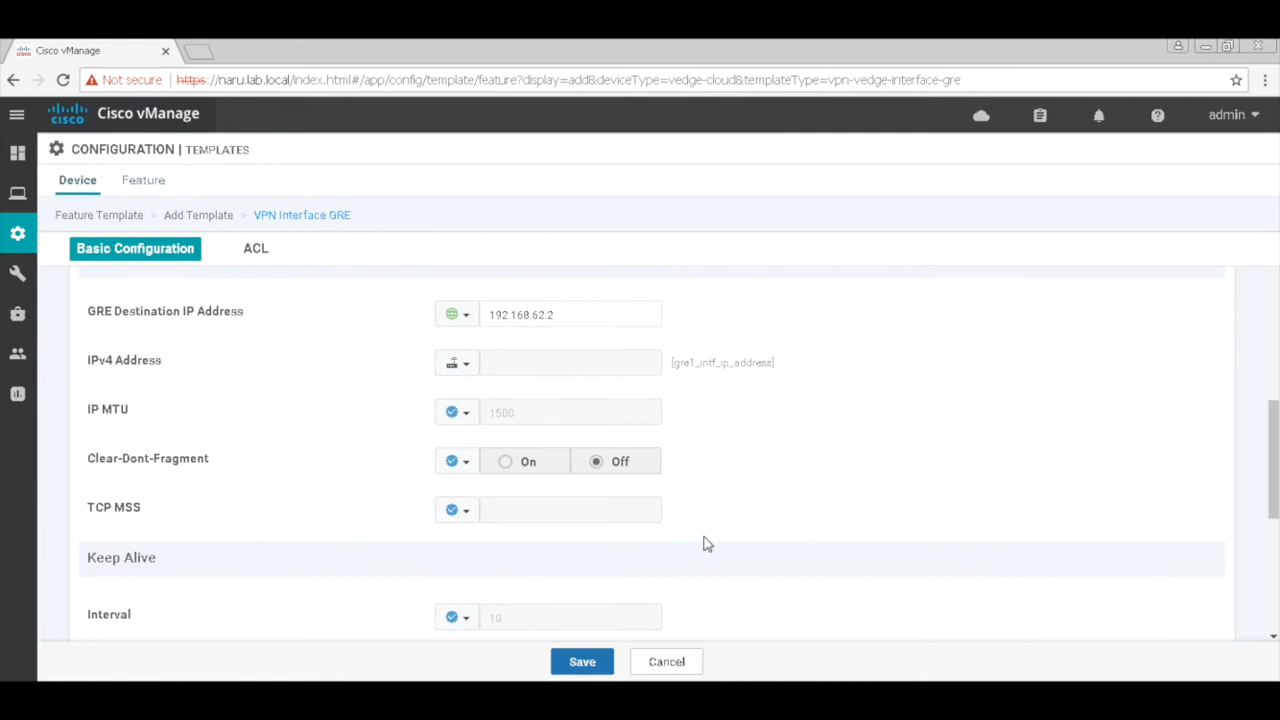 Cisco vManage
Not secure https://naru.lab.local/index.html#/app/config/template/feature?display=add&deviceType=vedge-cloud&templateType=vpn-vedge-interface-gre
cisco Cisco vManage admin
CONFIGURATION | TEMPLATES
Device Feature
Feature Template > Add Template > VPN Interface GRE
Basic Configuration ACL
GRE Destination IP Address 192.168.62.2
IPv4 Address [gre1_intf_ip_address]
IP MTU 1500
Clear-Dont-Fragment On Off
TCP MSS
Keep Alive
Interval 10
Save Cancel